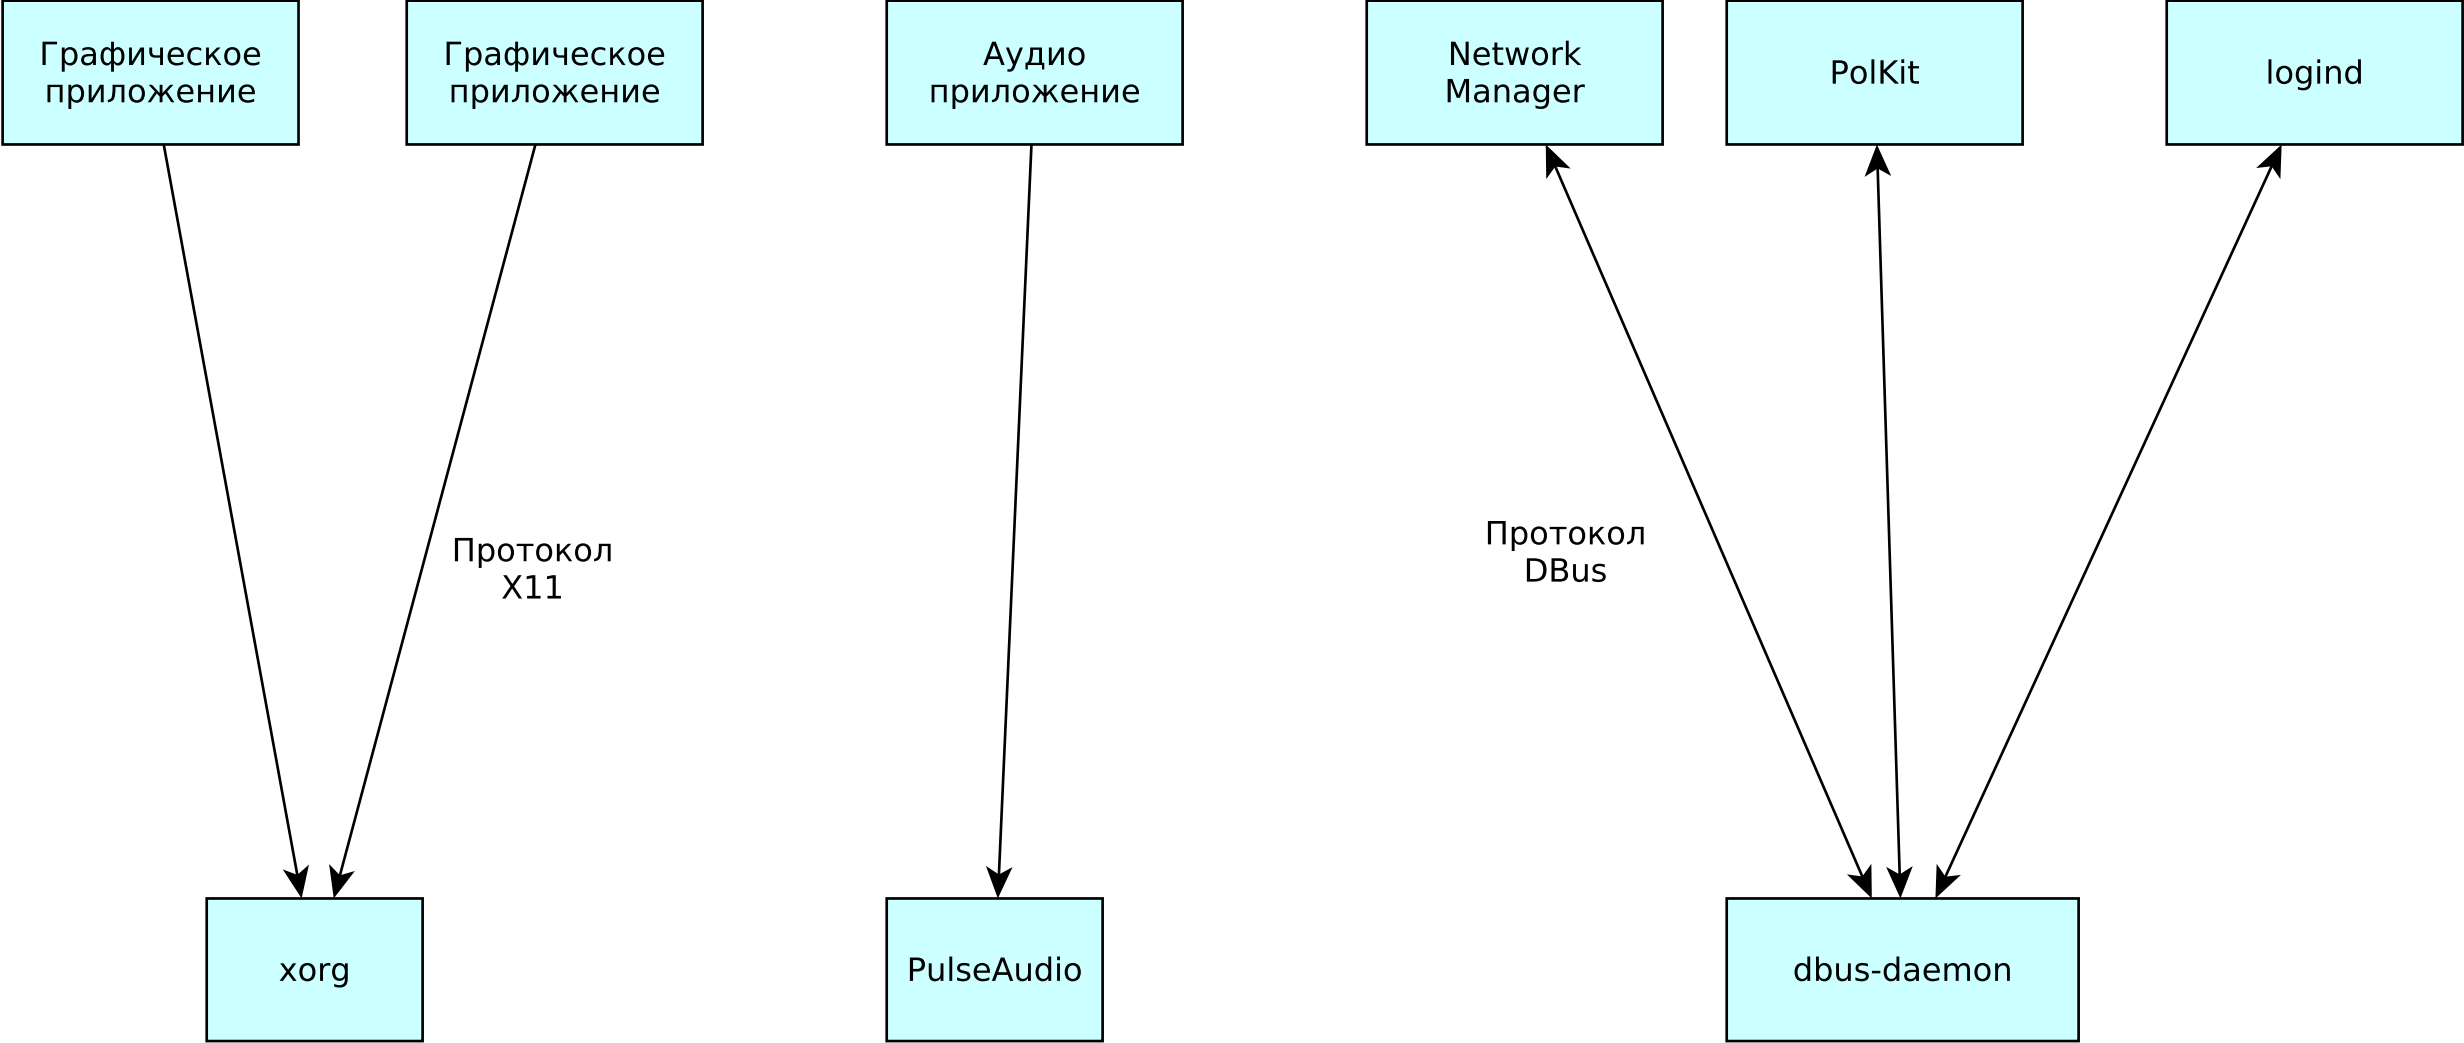 Графическое
приложение
Графическое
приложение
Аудио
приложение
Network
Manager
PolKit
logind
Протокол
X11
Протокол
DBus
xorg
PulseAudio
dbus-daemon